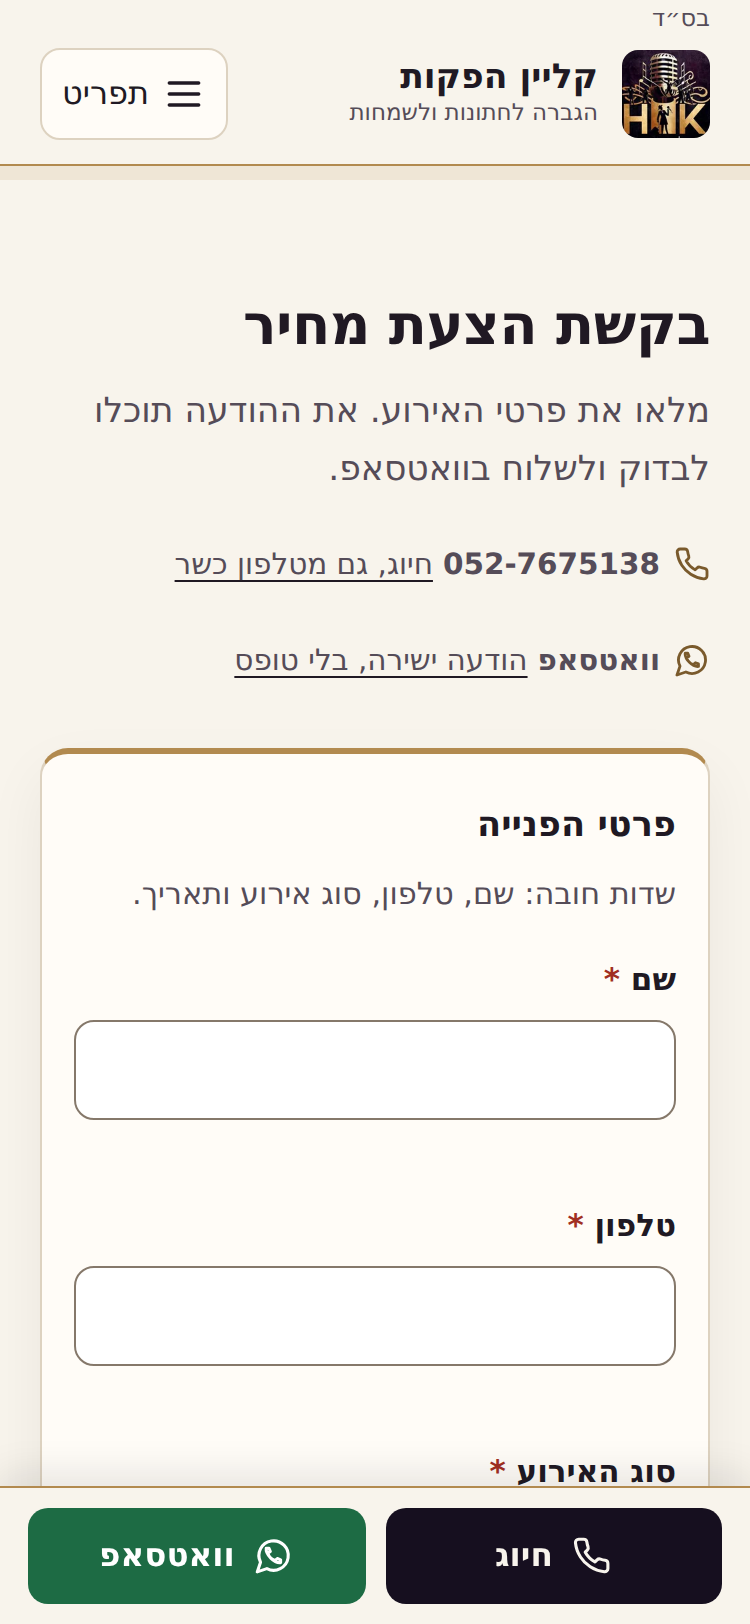 בס״ד
קליין הפקות
הגברה לחתונות ולשמחות
תפריט
בקשת הצעת מחיר
מלאו את פרטי האירוע. את ההודעה תוכלו
לבדוק ולשלוח בוואטסאפ.
052-7675138 חיוג, גם מטלפון כשר
וואטסאפ הודעה ישירה, בלי טופס
פרטי הפנייה
שדות חובה: שם, טלפון, סוג אירוע ותאריך.
שם *
טלפון *
סוג האירוע *
חיוג
וואטסאפ